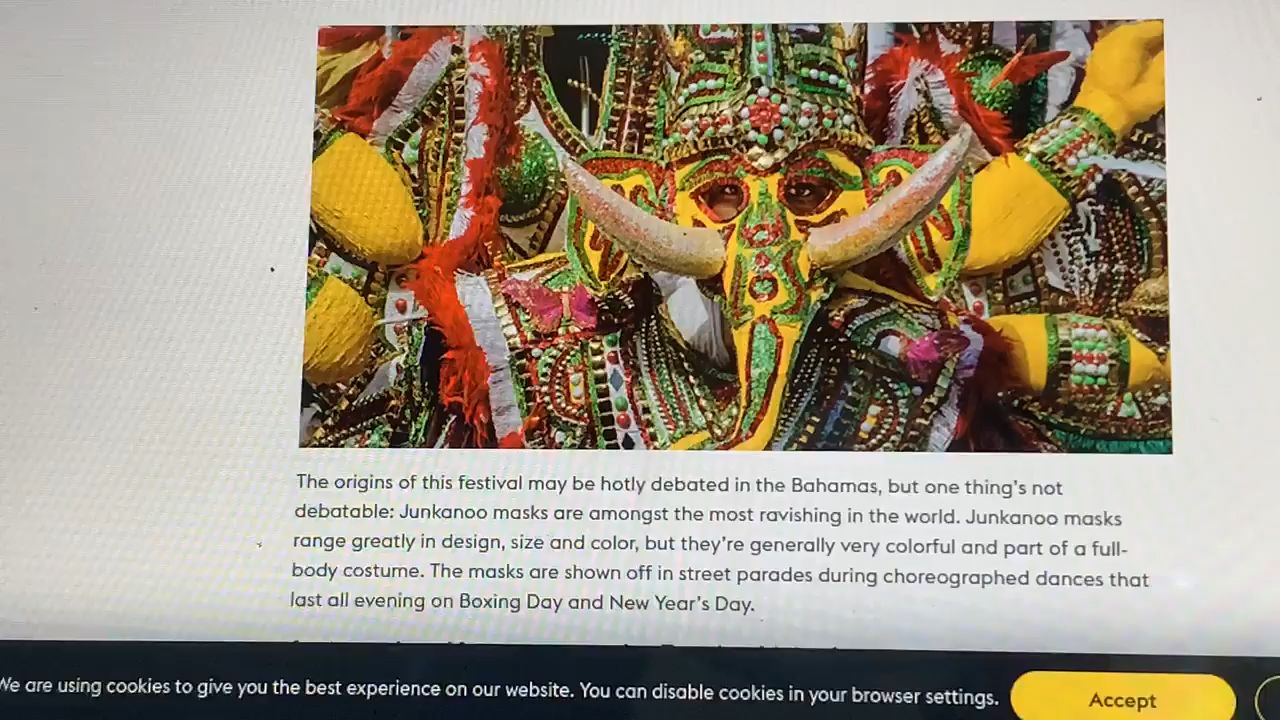 The origins of this festival may be hotly debated in the Bahamas, but one thing's not
debatable: Junkanoo masks are amongst the most ravishing in the world. Junkanoo masks
range greatly in design, size and color, but they're generally very colorful and part of a full-
body costume. The masks are shown off in street parades during choreographed dances that
last all evening on Boxing Day and New Year's Day.
We are using cookies to give you the best experience on our website. You can disable cookies in your browser settings.
Accept